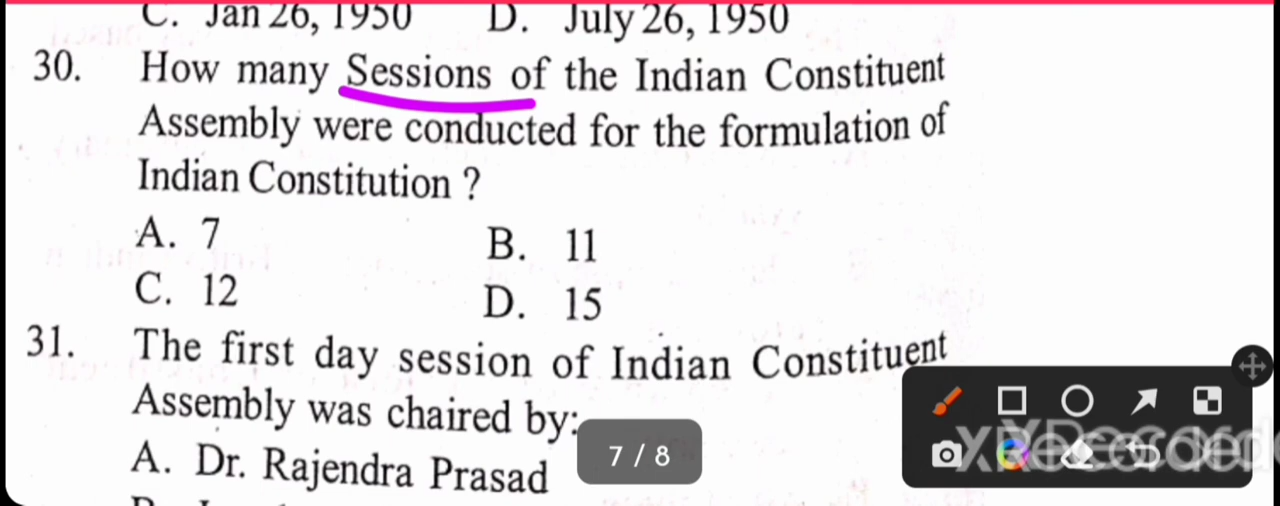 C. Jan 26, 1950 D. July 26, 1950
30. How many Sessions of the Indian Constituent
Assembly were conducted for the formulation of
Indian Constitution ?
A. 7 B. 11
C. 12 D. 15
31. The first day session of Indian Constituent
Assembly was chaired by:
A. Dr. Rajendra Prasad
7 / 8
XRecorder